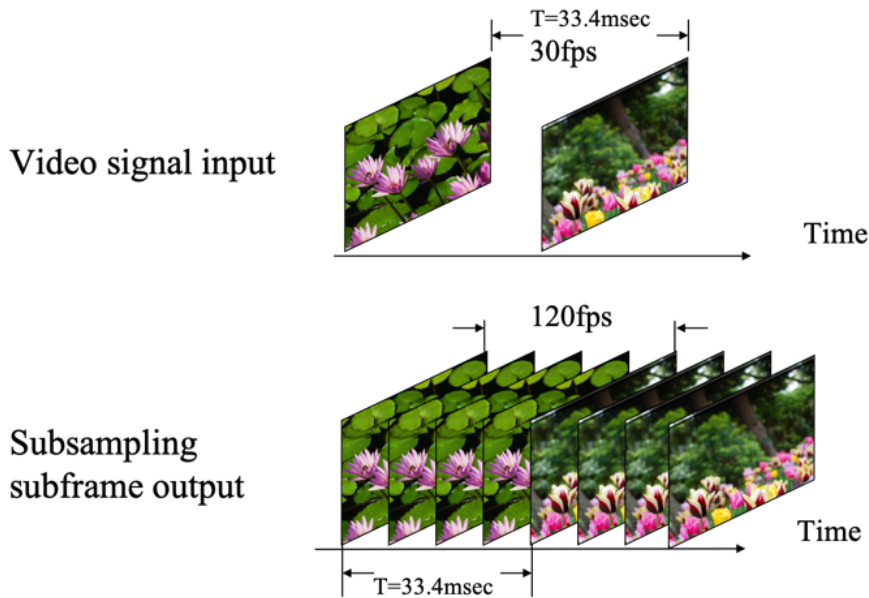 T=33.4msec
30fps
Video signal input
Time
120fps
Subsampling
subframe output
Time
T=33.4msec